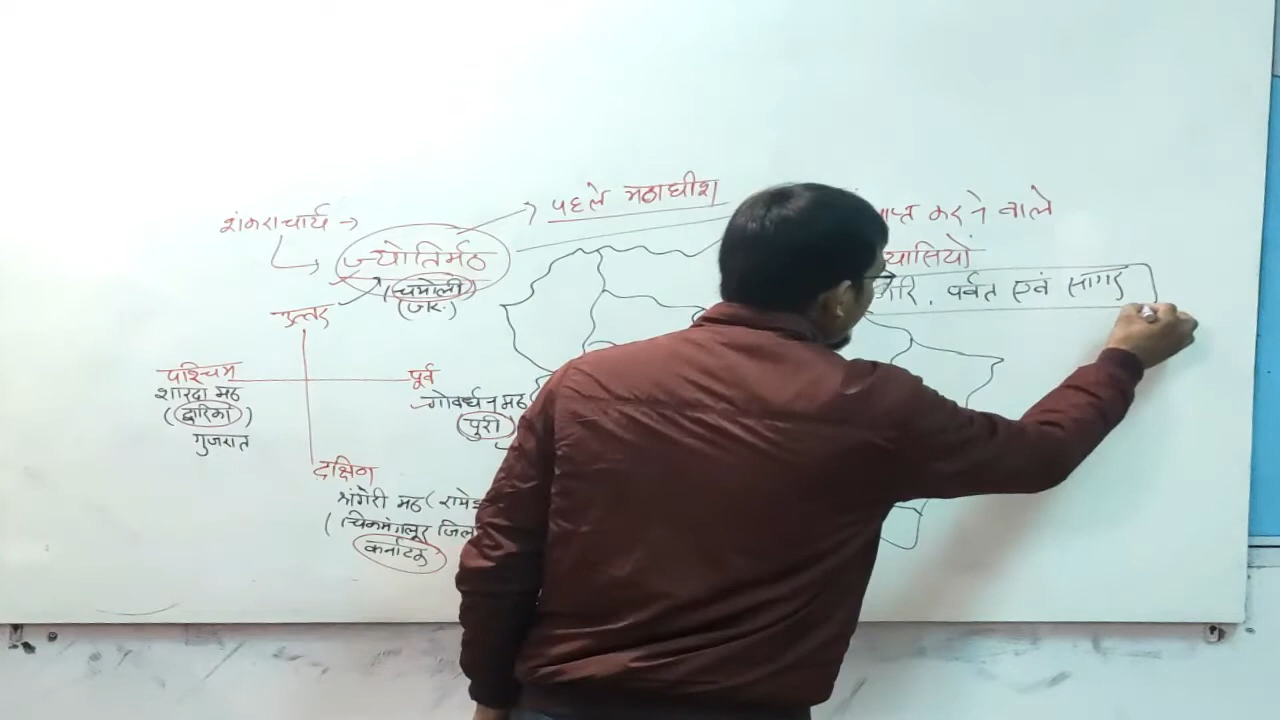 शंकराचार्य →
ज्योतिर्मठ
(चमोली)
पहले मठाधीश
करने वाले
पर्वत एवं सागर
उत्तर
पश्चिम
शारदा मठ
(द्वारिका)
गुजरात
पूर्व
गोवर्धन मठ
पुरी
दक्षिण
श्रंगेरी मठ
(चिकमंगलूर
कर्नाटक